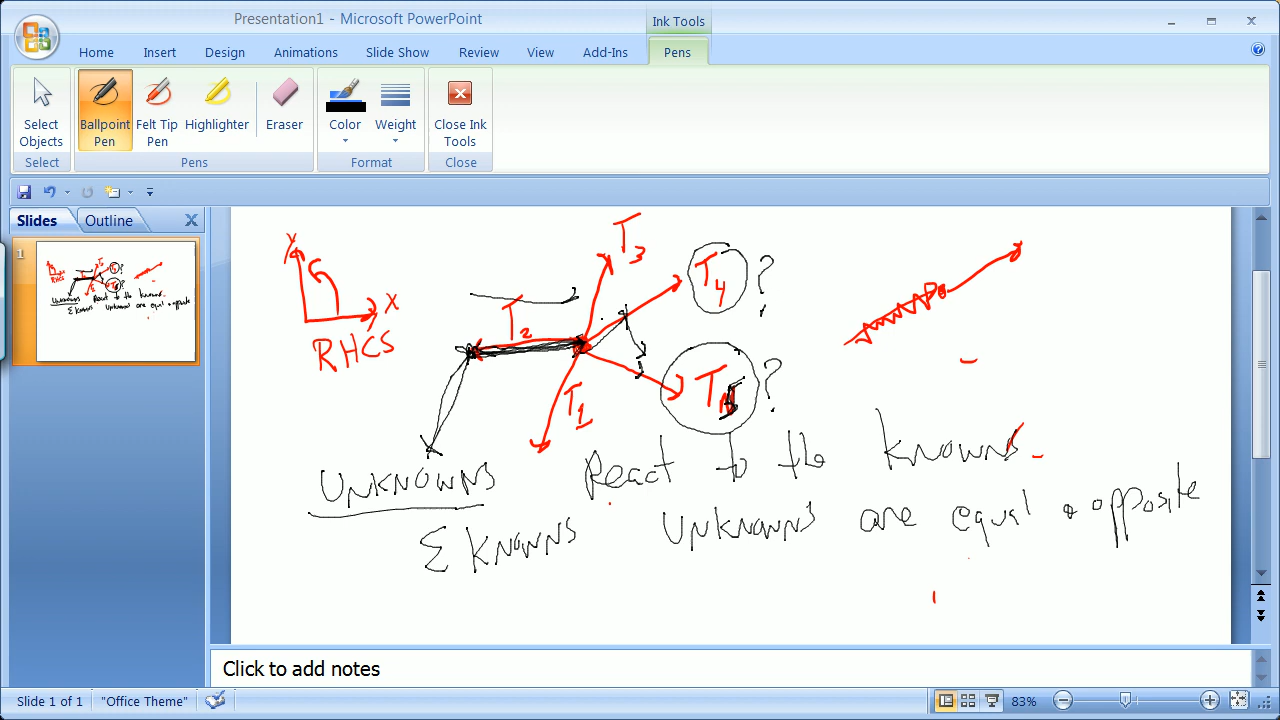 Presentation1 - Microsoft PowerPoint
Ink Tools
Home Insert Design Animations Slide Show Review View Add-Ins Pens
Select Objects
Ballpoint Pen
Felt Tip Pen
Highlighter
Eraser
Color
Weight
Close Ink Tools
Select Pens Format Close
Slides Outline
1
Y
X
RHCS
T3
T2
T4 ?
T1
?
UNKNOWNS React to the knowns
Σ KNOWNS UNKNOWNS are equal & opposite
Click to add notes
Slide 1 of 1 "Office Theme" 83%